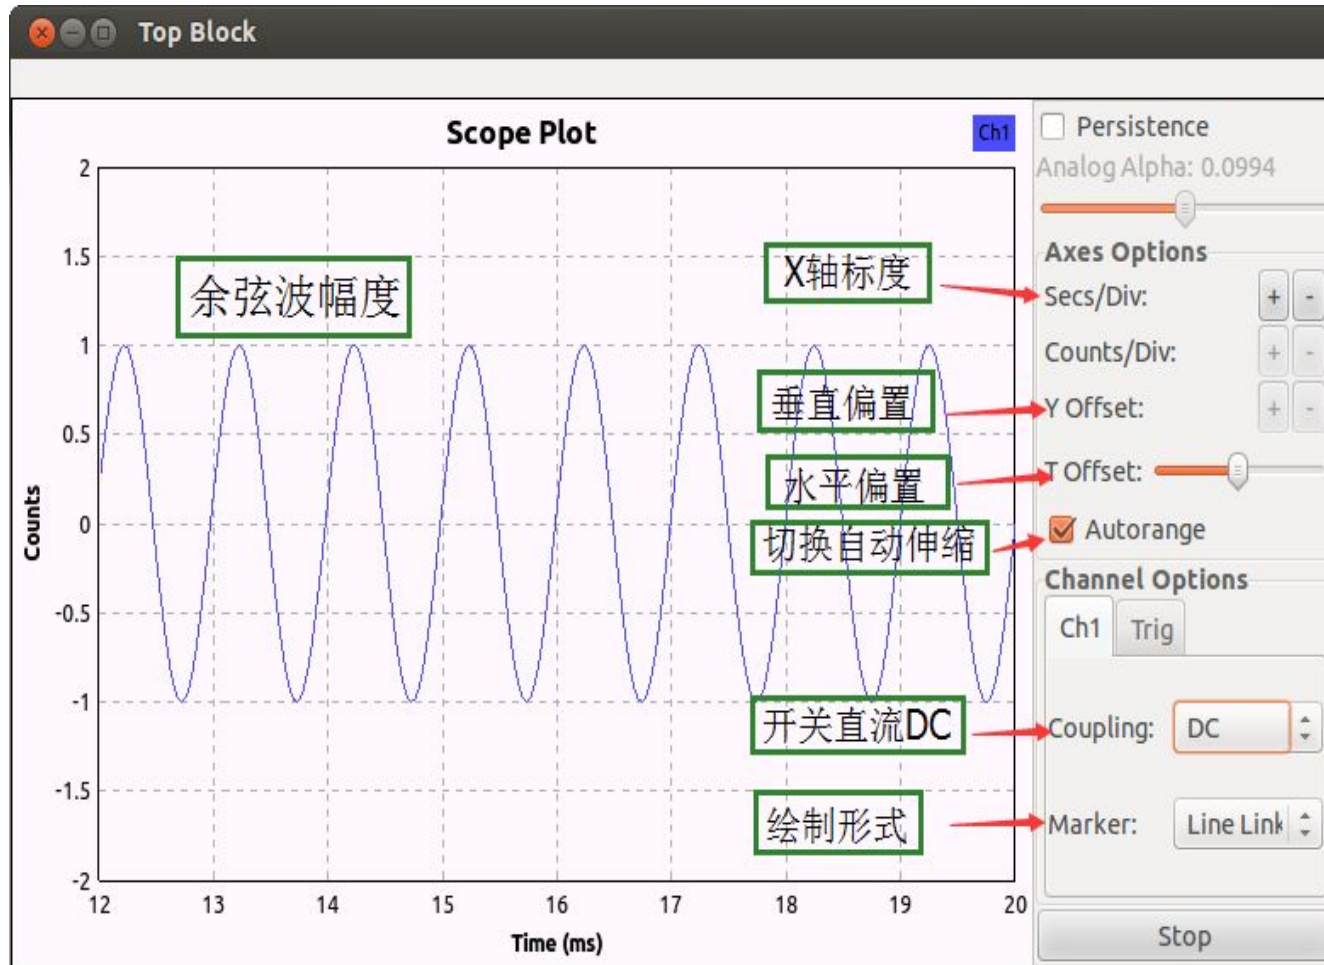 Top Block
Scope Plot
Ch1
2
1.5
1
0.5
0
-0.5
-1
-1.5
-2
Counts
12 13 14 15 16 17 18 19 20
Time (ms)
余弦波幅度
X轴标度
垂直偏置
水平偏置
切换自动伸缩
开关直流DC
绘制形式
Persistence
Analog Alpha: 0.0994
Axes Options
Secs/Div: + -
Counts/Div: + -
Y Offset: + -
T Offset:
Autorange
Channel Options
Ch1 Trig
Coupling: DC
Marker: Line Link
Stop